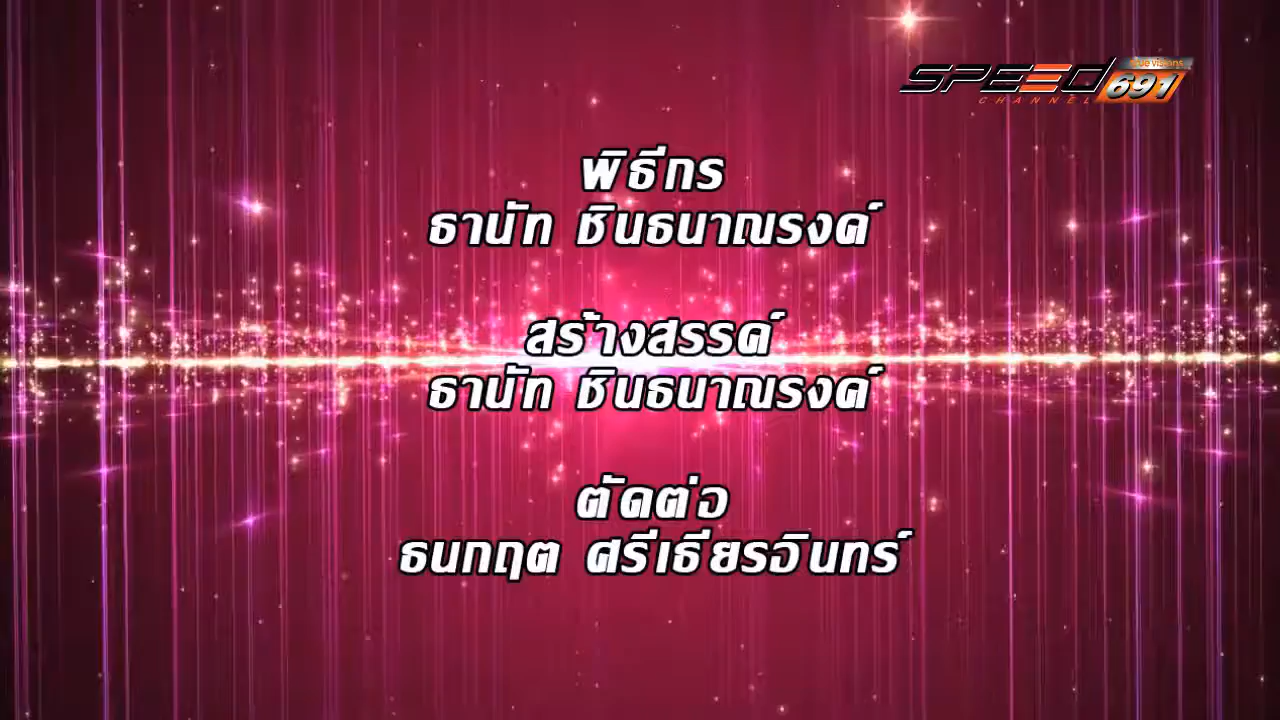 true visions
SPEED 691
CHANNEL
พิธีกร
ธานัท ชินธนาณรงค์
สร้างสรรค์
ธานัท ชินธนาณรงค์
ตัดต่อ
ธนกฤต ศรีเธียรอินทร์